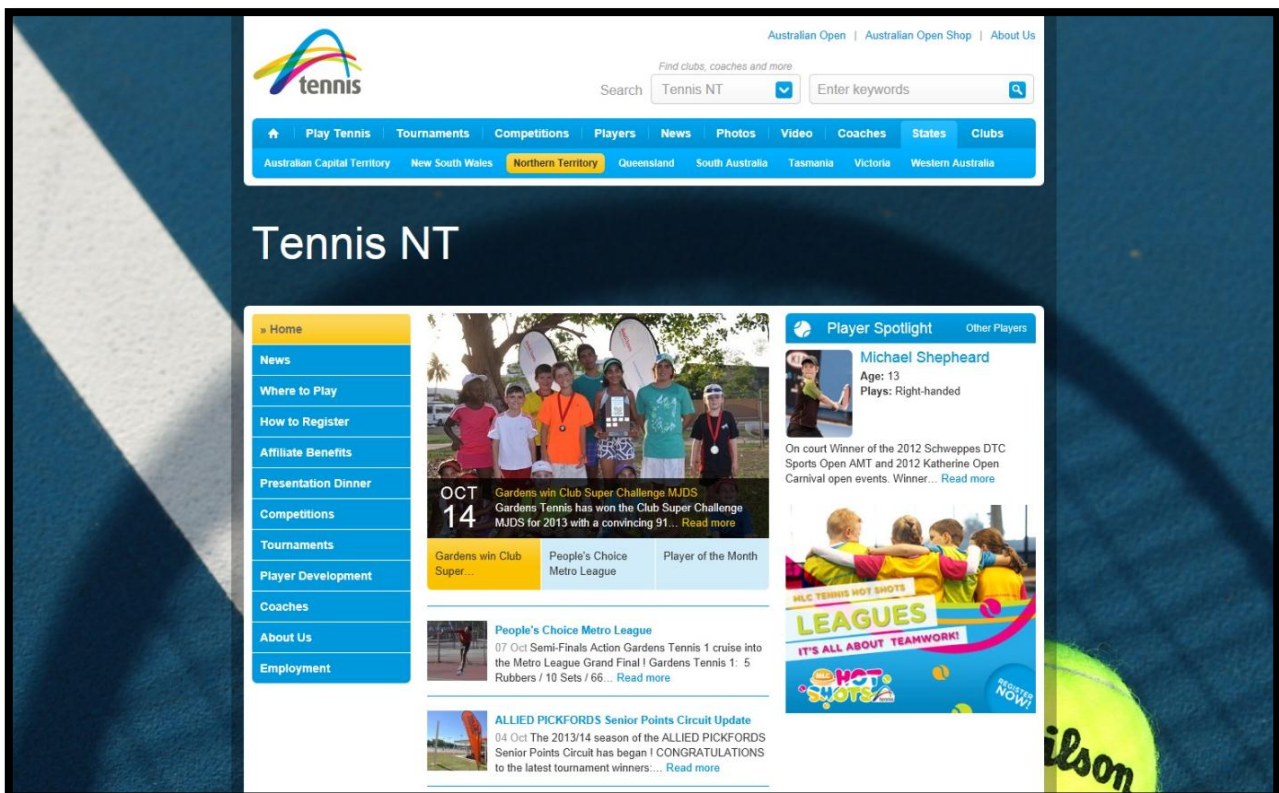 tennis
Australian Open | Australian Open Shop | About Us
Find clubs, coaches and more
Search Tennis NT Enter keywords
Play Tennis Tournaments Competitions Players News Photos Video Coaches States Clubs
Australian Capital Territory New South Wales Northern Territory Queensland South Australia Tasmania Victoria Western Australia
Tennis NT
» Home
News
Where to Play
How to Register
Affiliate Benefits
Presentation Dinner
Competitions
Tournaments
Player Development
Coaches
About Us
Employment
OCT
14
Gardens win Club Super Challenge MJDS
Gardens Tennis has won the Club Super Challenge
MJDS for 2013 with a convincing 91... Read more
Gardens win Club
Super...
People's Choice
Metro League
Player of the Month
People's Choice Metro League
07 Oct Semi-Finals Action Gardens Tennis 1 cruise into
the Metro League Grand Final ! Gardens Tennis 1: 5
Rubbers / 10 Sets / 66... Read more
ALLIED PICKFORDS Senior Points Circuit Update
04 Oct The 2013/14 season of the ALLIED PICKFORDS
Senior Points Circuit has began ! CONGRATULATIONS
to the latest tournament winners:... Read more
Player Spotlight Other Players
Michael Shepheard
Age: 13
Plays: Right-handed
On court Winner of the 2012 Schweppes DTC
Sports Open AMT and 2012 Katherine Open
Carnival open events. Winner... Read more
MLC TENNIS HOT SHOTS
LEAGUES
IT'S ALL ABOUT TEAMWORK!
MLC
HOT
SHOTS
REGISTER
NOW!
ilson